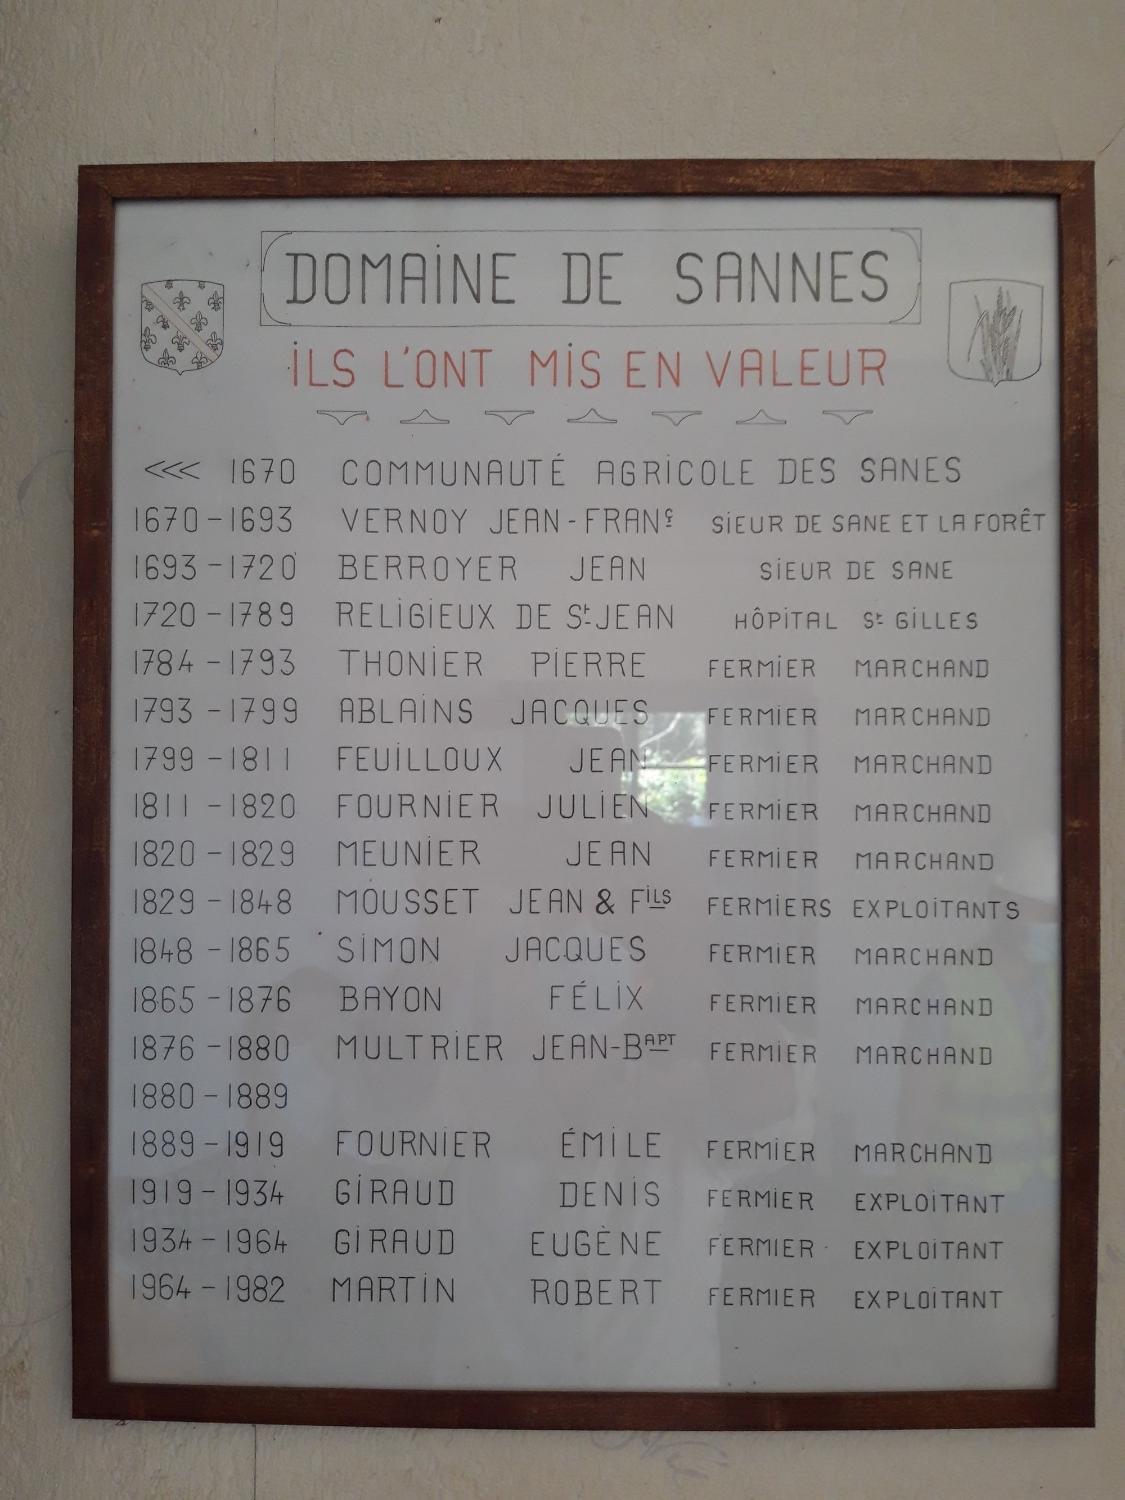 DOMAINE DE SANNES
ILS L'ONT MIS EN VALEUR
<<< 1670 COMMUNAUTÉ AGRICOLE DES SANES
1670-1693 VERNOY JEAN-FRANÇ SIEUR DE SANE ET LA FORÊT
1693-1720 BERROYER JEAN SIEUR DE SANE
1720-1789 RELIGIEUX DE St JEAN HÔPITAL St GILLES
1784-1793 THONIER PIERRE FERMIER MARCHAND
1793-1799 ABLAINS JACQUES FERMIER MARCHAND
1799-1811 FEUILLOUX JEAN FERMIER MARCHAND
1811-1820 FOURNIER JULIEN FERMIER MARCHAND
1820-1829 MEUNIER JEAN FERMIER MARCHAND
1829-1848 MOUSSET JEAN & FILS FERMIERS EXPLOITANTS
1848-1865 SIMON JACQUES FERMIER MARCHAND
1865-1876 BAYON FÉLIX FERMIER MARCHAND
1876-1880 MULTRIER JEAN-BAPT FERMIER MARCHAND
1880-1889
1889-1919 FOURNIER ÉMILE FERMIER MARCHAND
1919-1934 GIRAUD DENIS FERMIER EXPLOITANT
1934-1964 GIRAUD EUGÈNE FERMIER EXPLOITANT
1964-1982 MARTIN ROBERT FERMIER EXPLOITANT